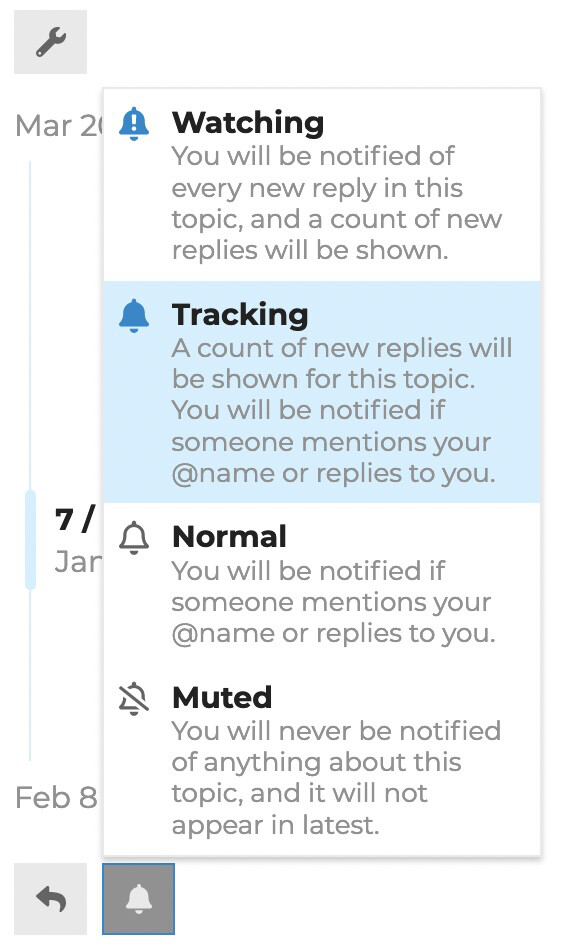 Mar 20
Watching
You will be notified of
every new reply in this
topic, and a count of new
replies will be shown.
Tracking
A count of new replies will
be shown for this topic.
You will be notified if
someone mentions your
@name or replies to you.
7 /
Jan
Normal
You will be notified if
someone mentions your
@name or replies to you.
Muted
You will never be notified
of anything about this
topic, and it will not
appear in latest.
Feb 8